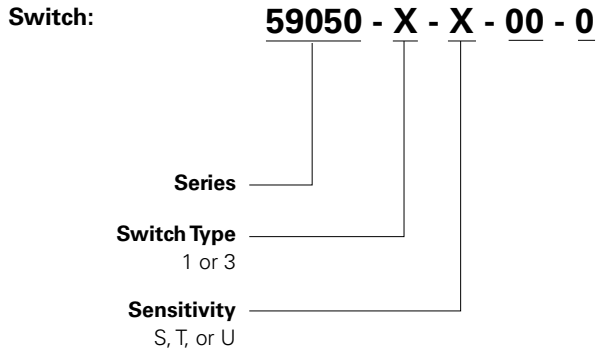 Switch: 59050 - X - X - 00 - 0
Series
Switch Type
1 or 3
Sensitivity
S, T, or U